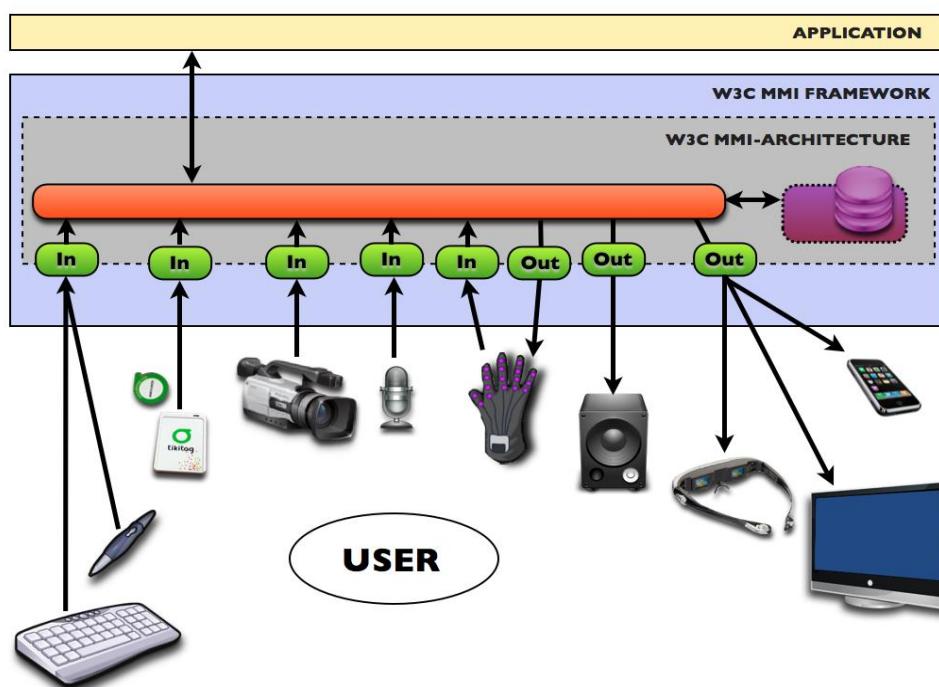 APPLICATION
W3C MMI FRAMEWORK
W3C MMI-ARCHITECTURE
In
In
In
In
In
Out
Out
Out
tikitag
USER